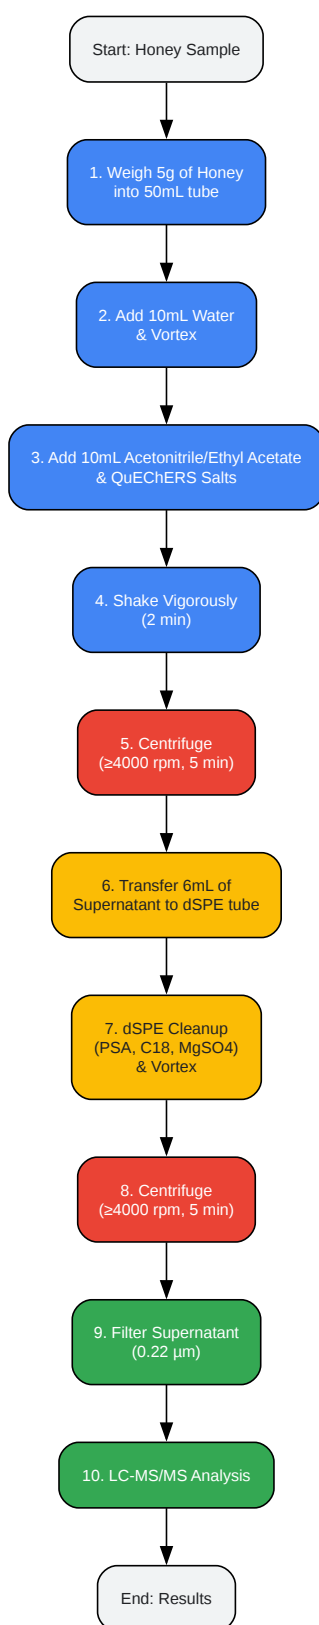 Start: Honey Sample
1. Weigh 5g of Honey
into 50mL tube
2. Add 10mL Water
& Vortex
3. Add 10mL Acetonitrile/Ethyl Acetate
& QuEChERS Salts
4. Shake Vigorously
(2 min)
5. Centrifuge
(≥4000 rpm, 5 min)
6. Transfer 6mL of
Supernatant to dSPE tube
7. dSPE Cleanup
(PSA, C18, MgSO4)
& Vortex
8. Centrifuge
(≥4000 rpm, 5 min)
9. Filter Supernatant
(0.22 µm)
10. LC-MS/MS Analysis
End: Results